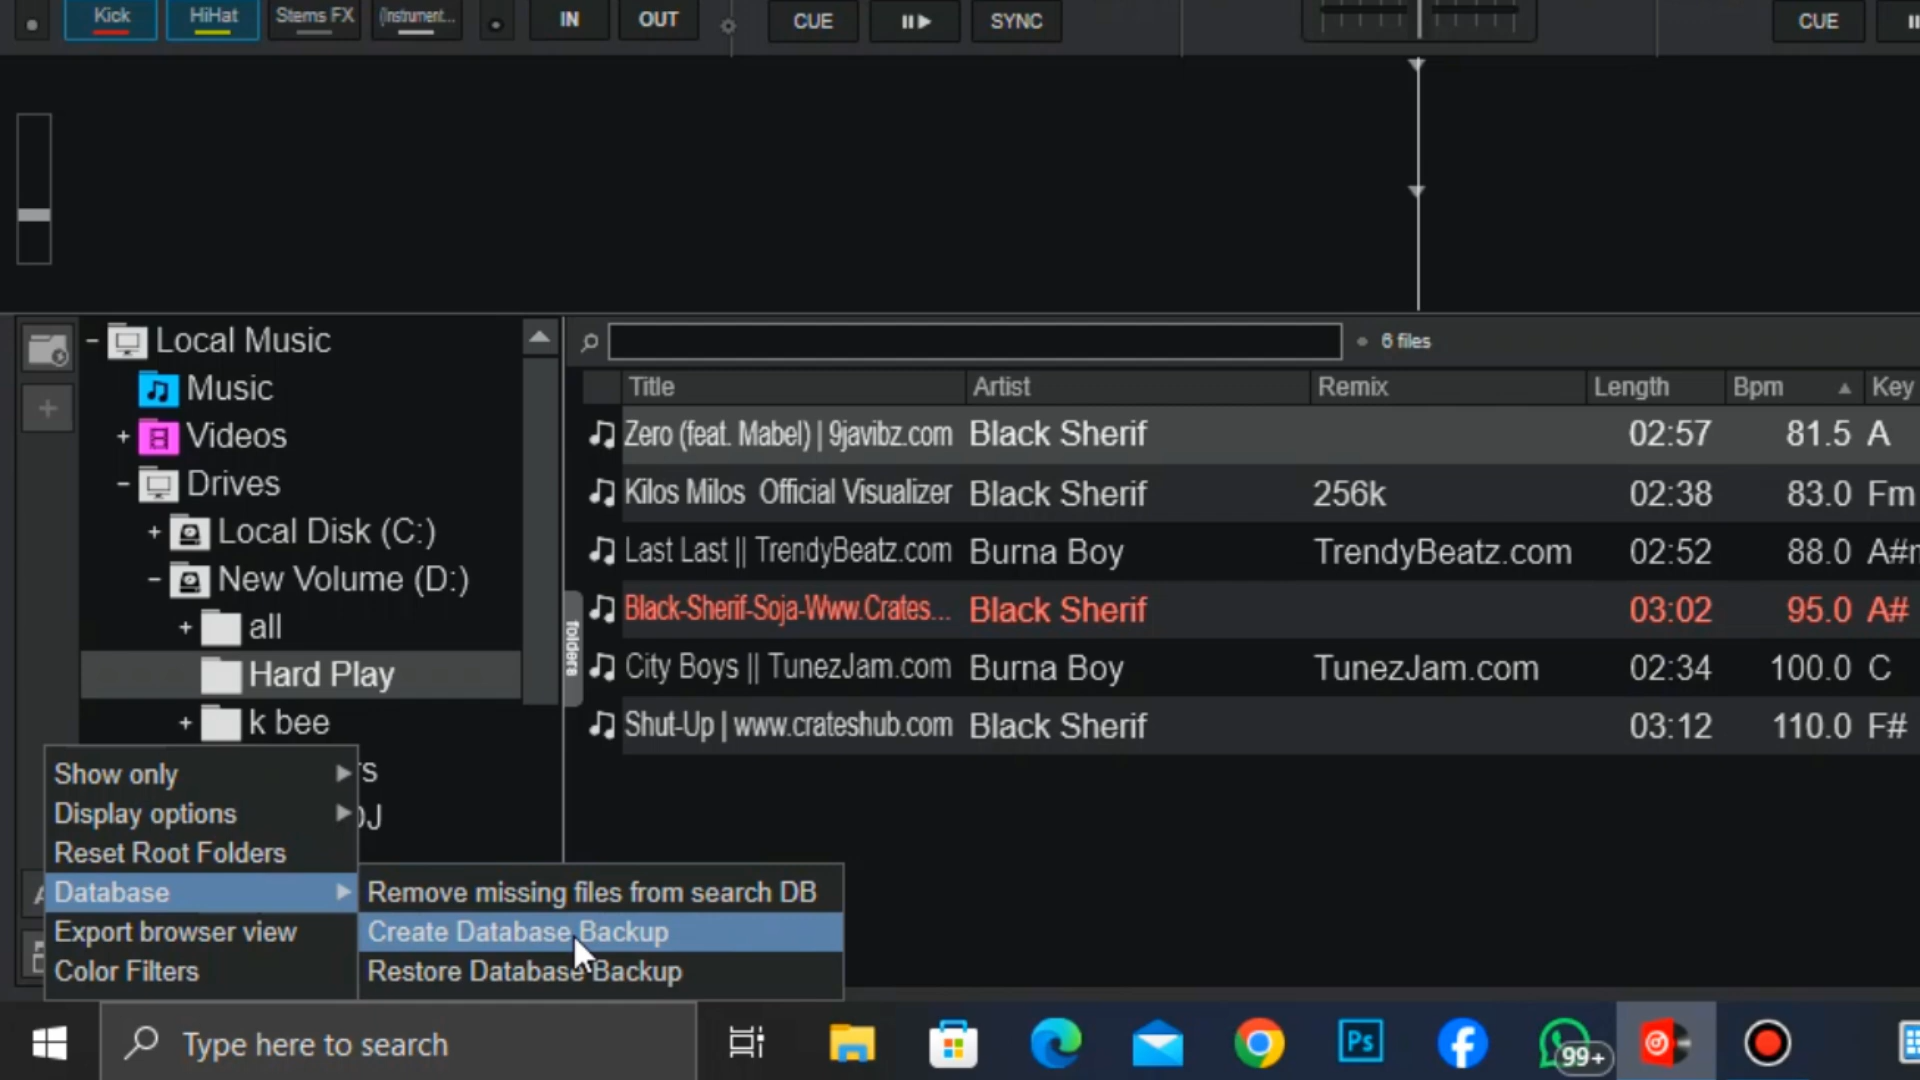 Kick HiHat Stems FX (Instrument... IN OUT CUE SYNC CUE
Local Music
Music
Videos
Drives
Local Disk (C:)
New Volume (D:)
all
Hard Play
k bee
folders
6 files
Title Artist Remix Length Bpm Key
Zero (feat. Mabel) | 9javibz.com Black Sherif 02:57 81.5 A
Kilos Milos Official Visualizer Black Sherif 256k 02:38 83.0 Fm
Last Last || TrendyBeatz.com Burna Boy TrendyBeatz.com 02:52 88.0 A#m
Black-Sherif-Soja-Www.Crates... Black Sherif 03:02 95.0 A#
City Boys || TunezJam.com Burna Boy TunezJam.com 02:34 100.0 C
Shut-Up | www.crateshub.com Black Sherif 03:12 110.0 F#
Show only
Display options
Reset Root Folders
Database
Export browser view
Color Filters
Remove missing files from search DB
Create Database Backup
Restore Database Backup
Type here to search
Ps
99+